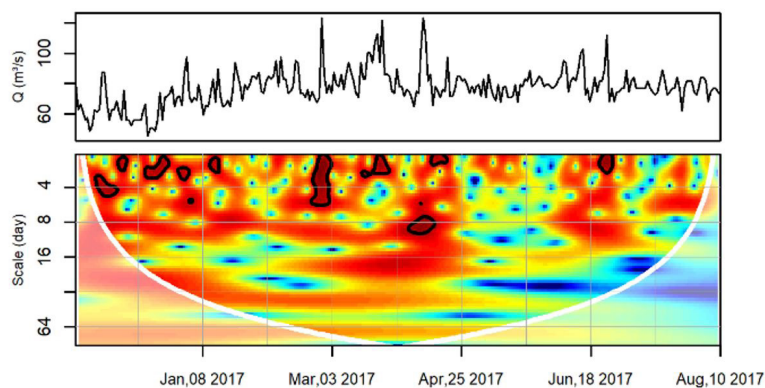 Q (m³/s)
100
60
Scale (day)
4
8
16
64
Jan,08 2017
Mar,03 2017
Apr,25 2017
Jun,18 2017
Aug,10 2017